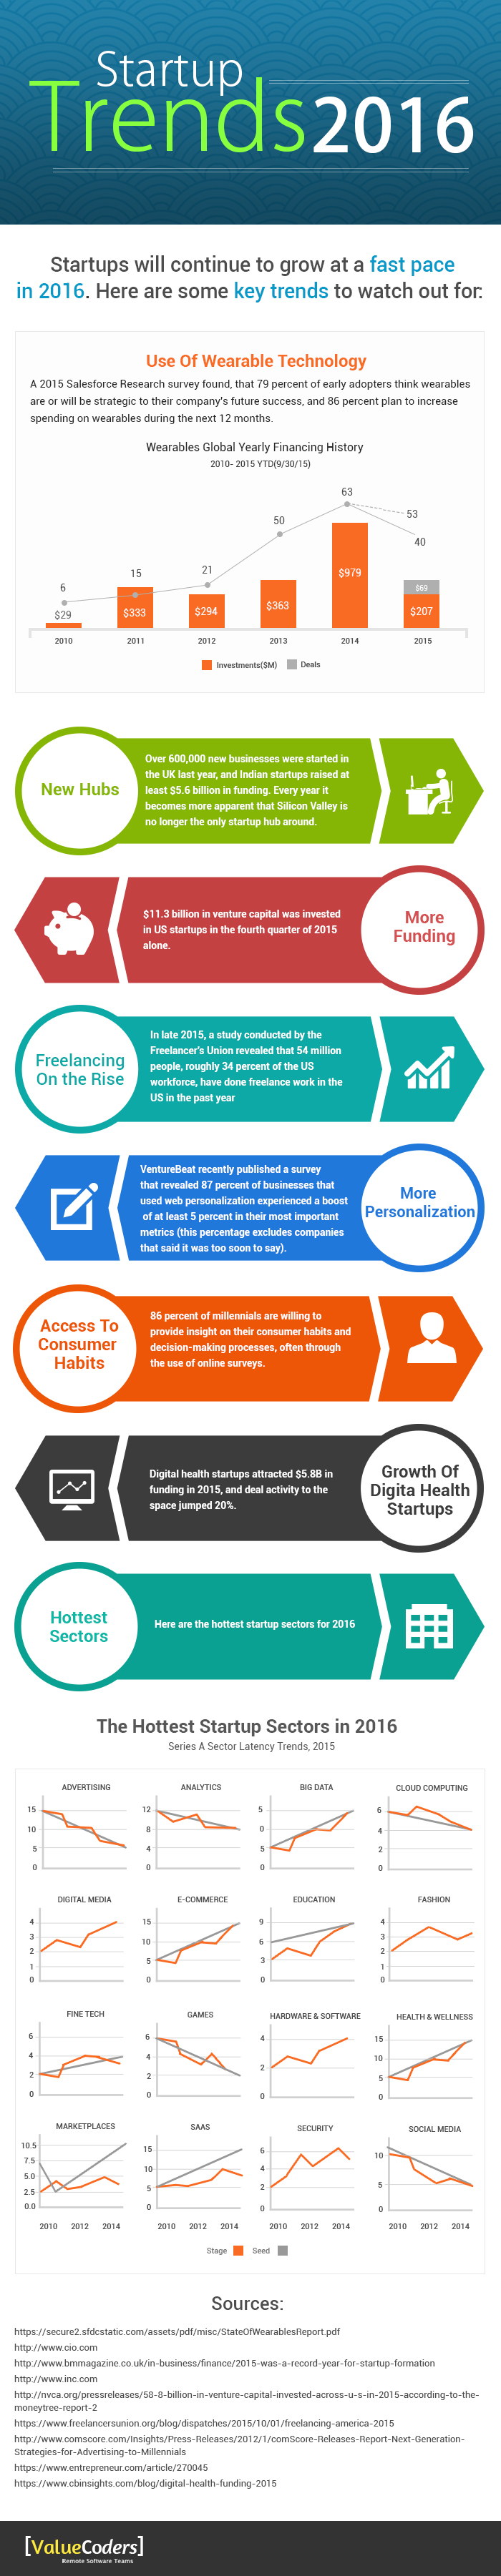 Startup
Trends 2016
Startups will continue to grow at a fast pace
in 2016. Here are some key trends to watch out for:
Use Of Wearable Technology
A 2015 Salesforce Research survey found, that 79 percent of early adopters think wearables
are or will be strategic to their company's future success, and 86 percent plan to increase
spending on wearables during the next 12 months.
Wearables Global Yearly Financing History
2010- 2015 YTD(9/30/15)
63
53
50
40
21
15
6
$979
$69
$29
$333
$294
$363
$207
2010 2011 2012 2013 2014 2015
Investments($M) Deals
New Hubs
Over 600,000 new businesses were started in
the UK last year, and Indian startups raised at
least $5.6 billion in funding. Every year it
becomes more apparent that Silicon Valley is
no longer the only startup hub around.
$11.3 billion in venture capital was invested
in US startups in the fourth quarter of 2015
alone.
More
Funding
Freelancing
On the Rise
In late 2015, a study conducted by the
Freelancer's Union revealed that 54 million
people, roughly 34 percent of the US
workforce, have done freelance work in the
US in the past year
VentureBeat recently published a survey
that revealed 87 percent of businesses that
used web personalization experienced a boost
of at least 5 percent in their most important
metrics (this percentage excludes companies
that said it was too soon to say).
More
Personalization
Access To
Consumer
Habits
86 percent of millennials are willing to
provide insight on their consumer habits and
decision-making processes, often through
the use of online surveys.
Digital health startups attracted $5.8B in
funding in 2015, and deal activity to the
space jumped 20%.
Growth Of
Digita Health
Startups
Hottest
Sectors
Here are the hottest startup sectors for 2016
The Hottest Startup Sectors in 2016
Series A Sector Latency Trends, 2015
ADVERTISING
15
10
5
0
ANALYTICS
12
8
4
0
BIG DATA
5
0
5
0
CLOUD COMPUTING
6
4
2
0
DIGITAL MEDIA
4
3
2
1
0
E-COMMERCE
15
10
5
0
EDUCATION
9
6
3
0
FASHION
4
3
2
1
0
FINE TECH
6
4
2
0
GAMES
6
4
2
0
HARDWARE & SOFTWARE
4
2
0
HEALTH & WELLNESS
15
10
5
0
MARKETPLACES
10.5
7.5
5.0
2.5
0.0
SAAS
15
10
5
0
SECURITY
6
4
2
0
SOCIAL MEDIA
10
5
0
2010 2012 2014 2010 2012 2014 2010 2012 2014 2010 2012 2014
Stage Seed
Sources:
https://secure2.sfdcstatic.com/assets/pdf/misc/StateOfWearablesReport.pdf
http://www.cio.com
http://www.bmmagazine.co.uk/in-business/finance/2015-was-a-record-year-for-startup-formation
http://www.inc.com
http://nvca.org/pressreleases/58-8-billion-in-venture-capital-invested-across-u-s-in-2015-according-to-the-
moneytree-report-2
https://www.freelancersunion.org/blog/dispatches/2015/10/01/freelancing-america-2015
http://www.comscore.com/Insights/Press-Releases/2012/1/comScore-Releases-Report-Next-Generation-
Strategies-for-Advertising-to-Millennials
https://www.entrepreneur.com/article/270045
https://www.cbinsights.com/blog/digital-health-funding-2015
[ValueCoders]
Remote Software Teams